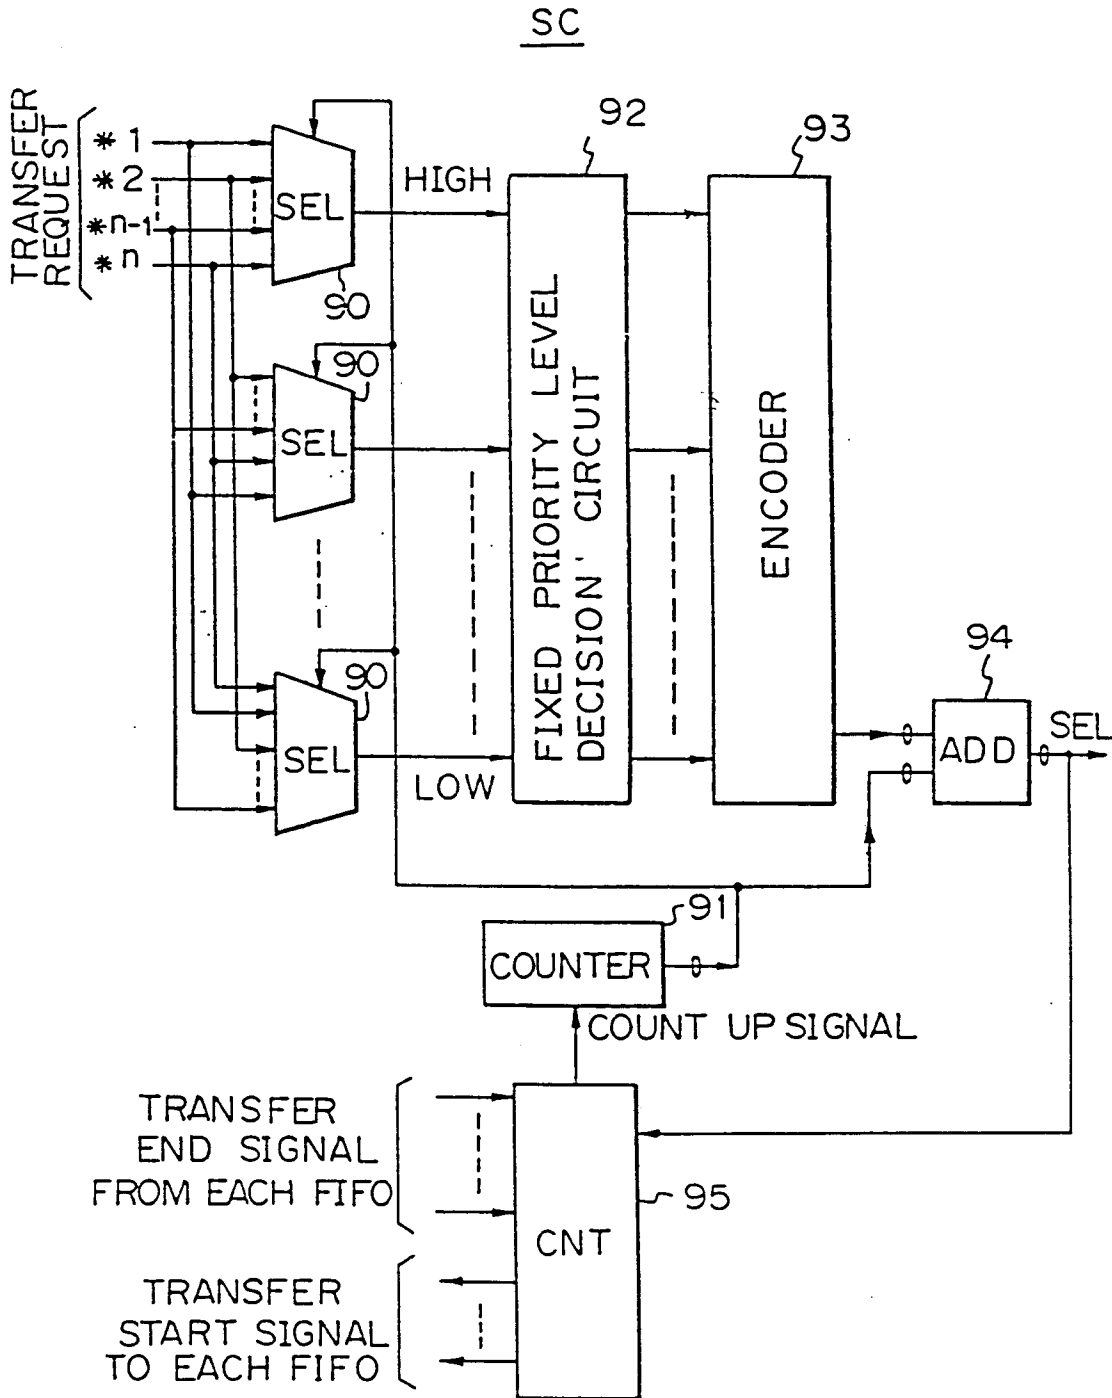 SC
TRANSFER
REQUEST
*1
*2
*n-1
*n
SEL
90
HIGH
92
93
90
SEL
FIXED PRIORITY LEVEL
DECISION' CIRCUIT
ENCODER
90
SEL
LOW
94
ADD
SEL
91
COUNTER
COUNT UP SIGNAL
TRANSFER
END SIGNAL
FROM EACH FIFO
95
CNT
TRANSFER
START SIGNAL
TO EACH FIFO